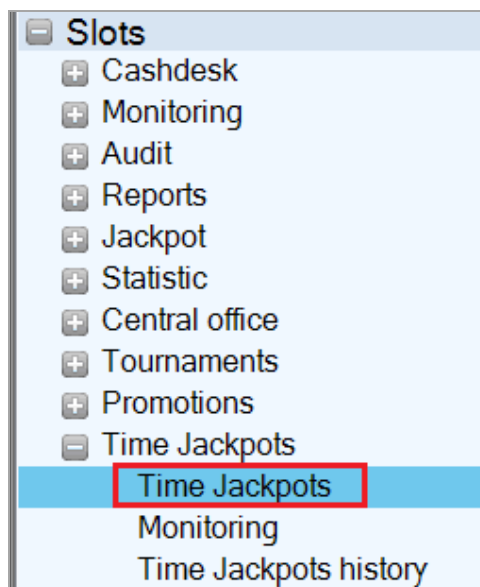 Slots
Cashdesk
Monitoring
Audit
Reports
Jackpot
Statistic
Central office
Tournaments
Promotions
Time Jackpots
Time Jackpots
Monitoring
Time Jackpots history